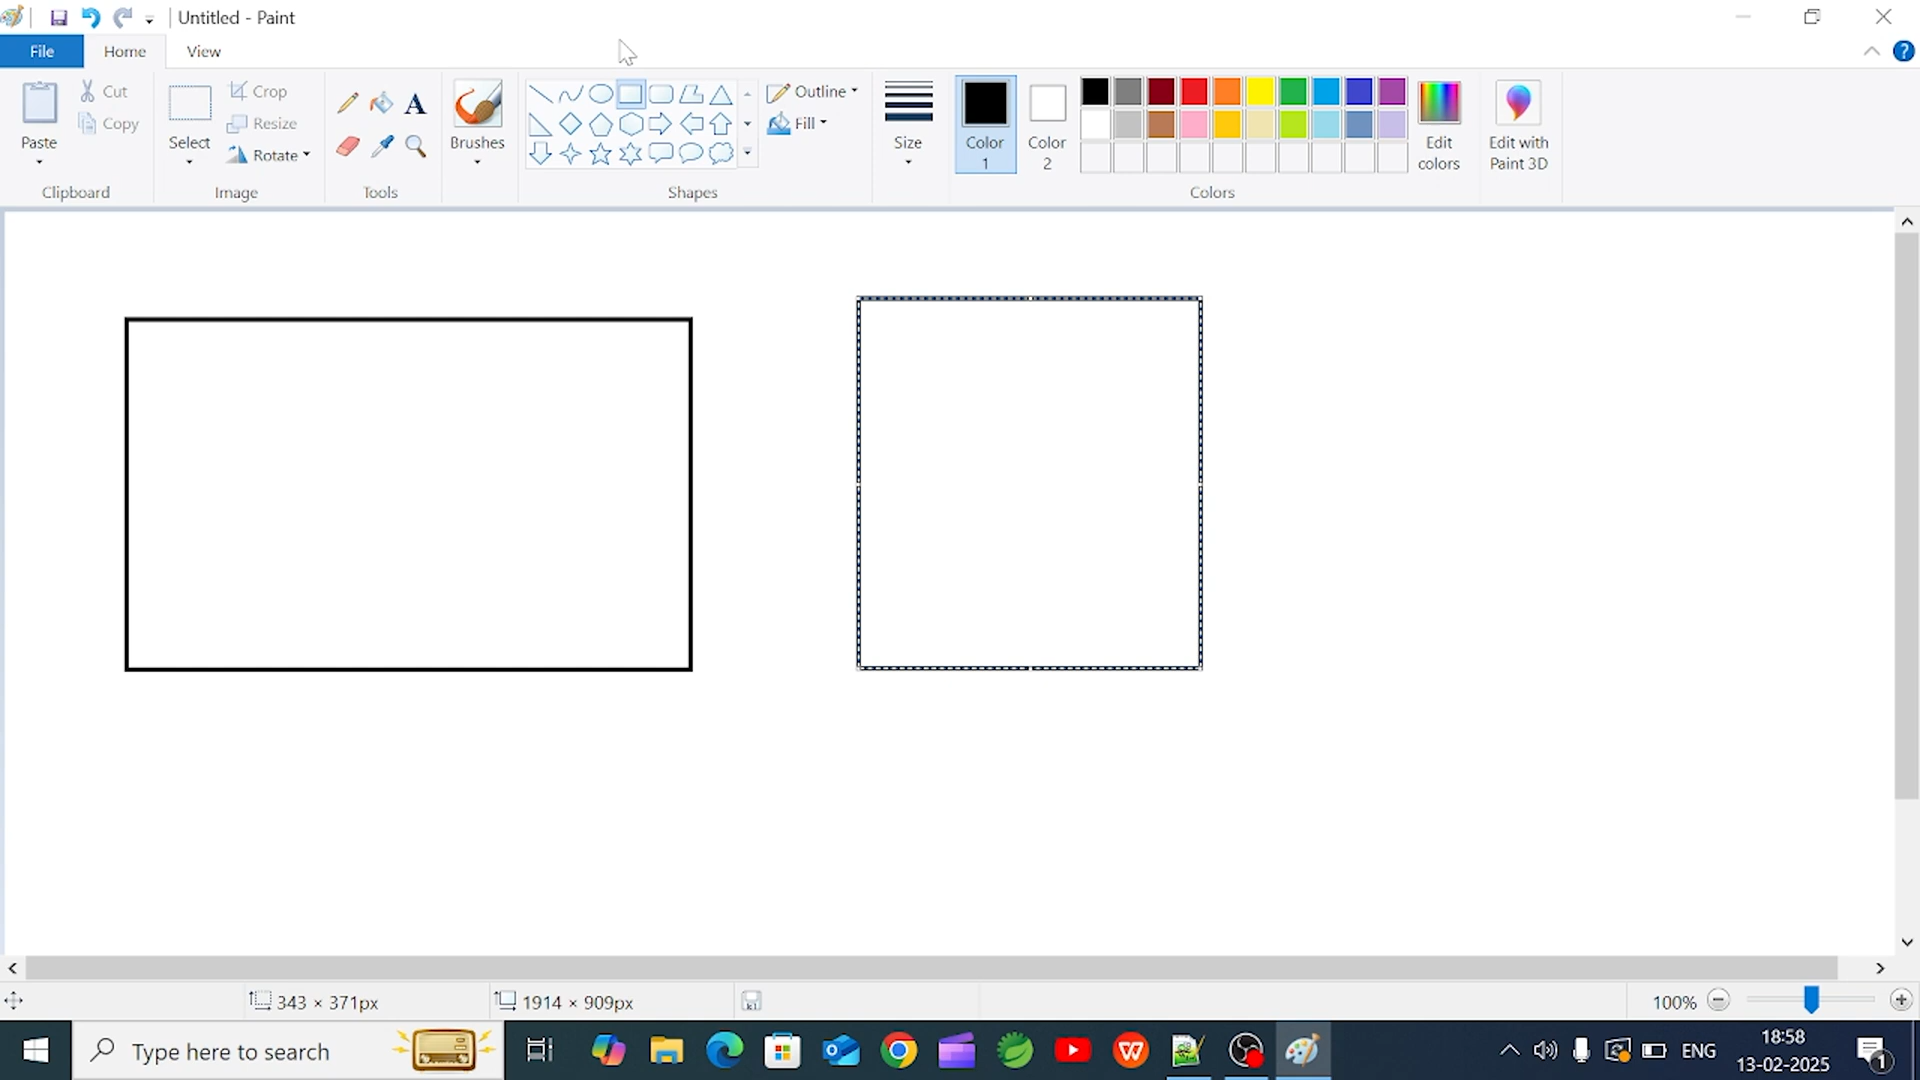 Untitled - Paint
File Home View
Paste Cut Copy
Select Crop Resize Rotate
A
Brushes
Outline
Fill
Size
Color 1
Color 2
Edit colors
Edit with Paint 3D
Clipboard Image Tools Shapes Colors
343 × 371px
1914 × 909px
100%
Type here to search
ENG
18:58
13-02-2025
1